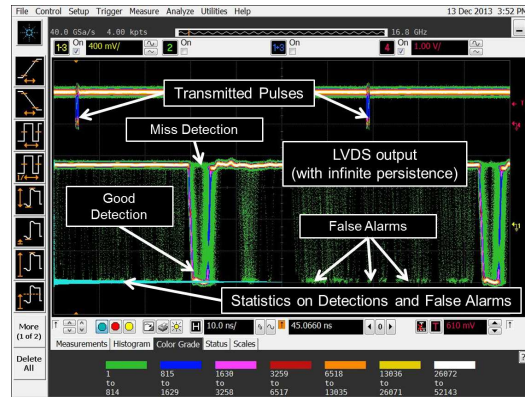 File Control Setup Trigger Measure Analyze Utilities Help 13 Dec 2013 3:52 P
40.0 GSa/s 4.00 kpts 16.8 GHz
1-3 On 400 mV/ 2 On 1-3 On 4 On 1.00 V/
Transmitted Pulses
Miss Detection
LVDS output
(with infinite persistence)
Good
Detection
False Alarms
Statistics on Detections and False Alarms
More
(1 of 2)
Delete
All
H 10.0 ns/ 45.0660 ns 0 T 610 mV
Measurements Histogram Color Grade Status Scales
1 815 1630 3259 6518 13036 26072
to to to to to to to
814 1629 3258 6517 13035 26071 52143